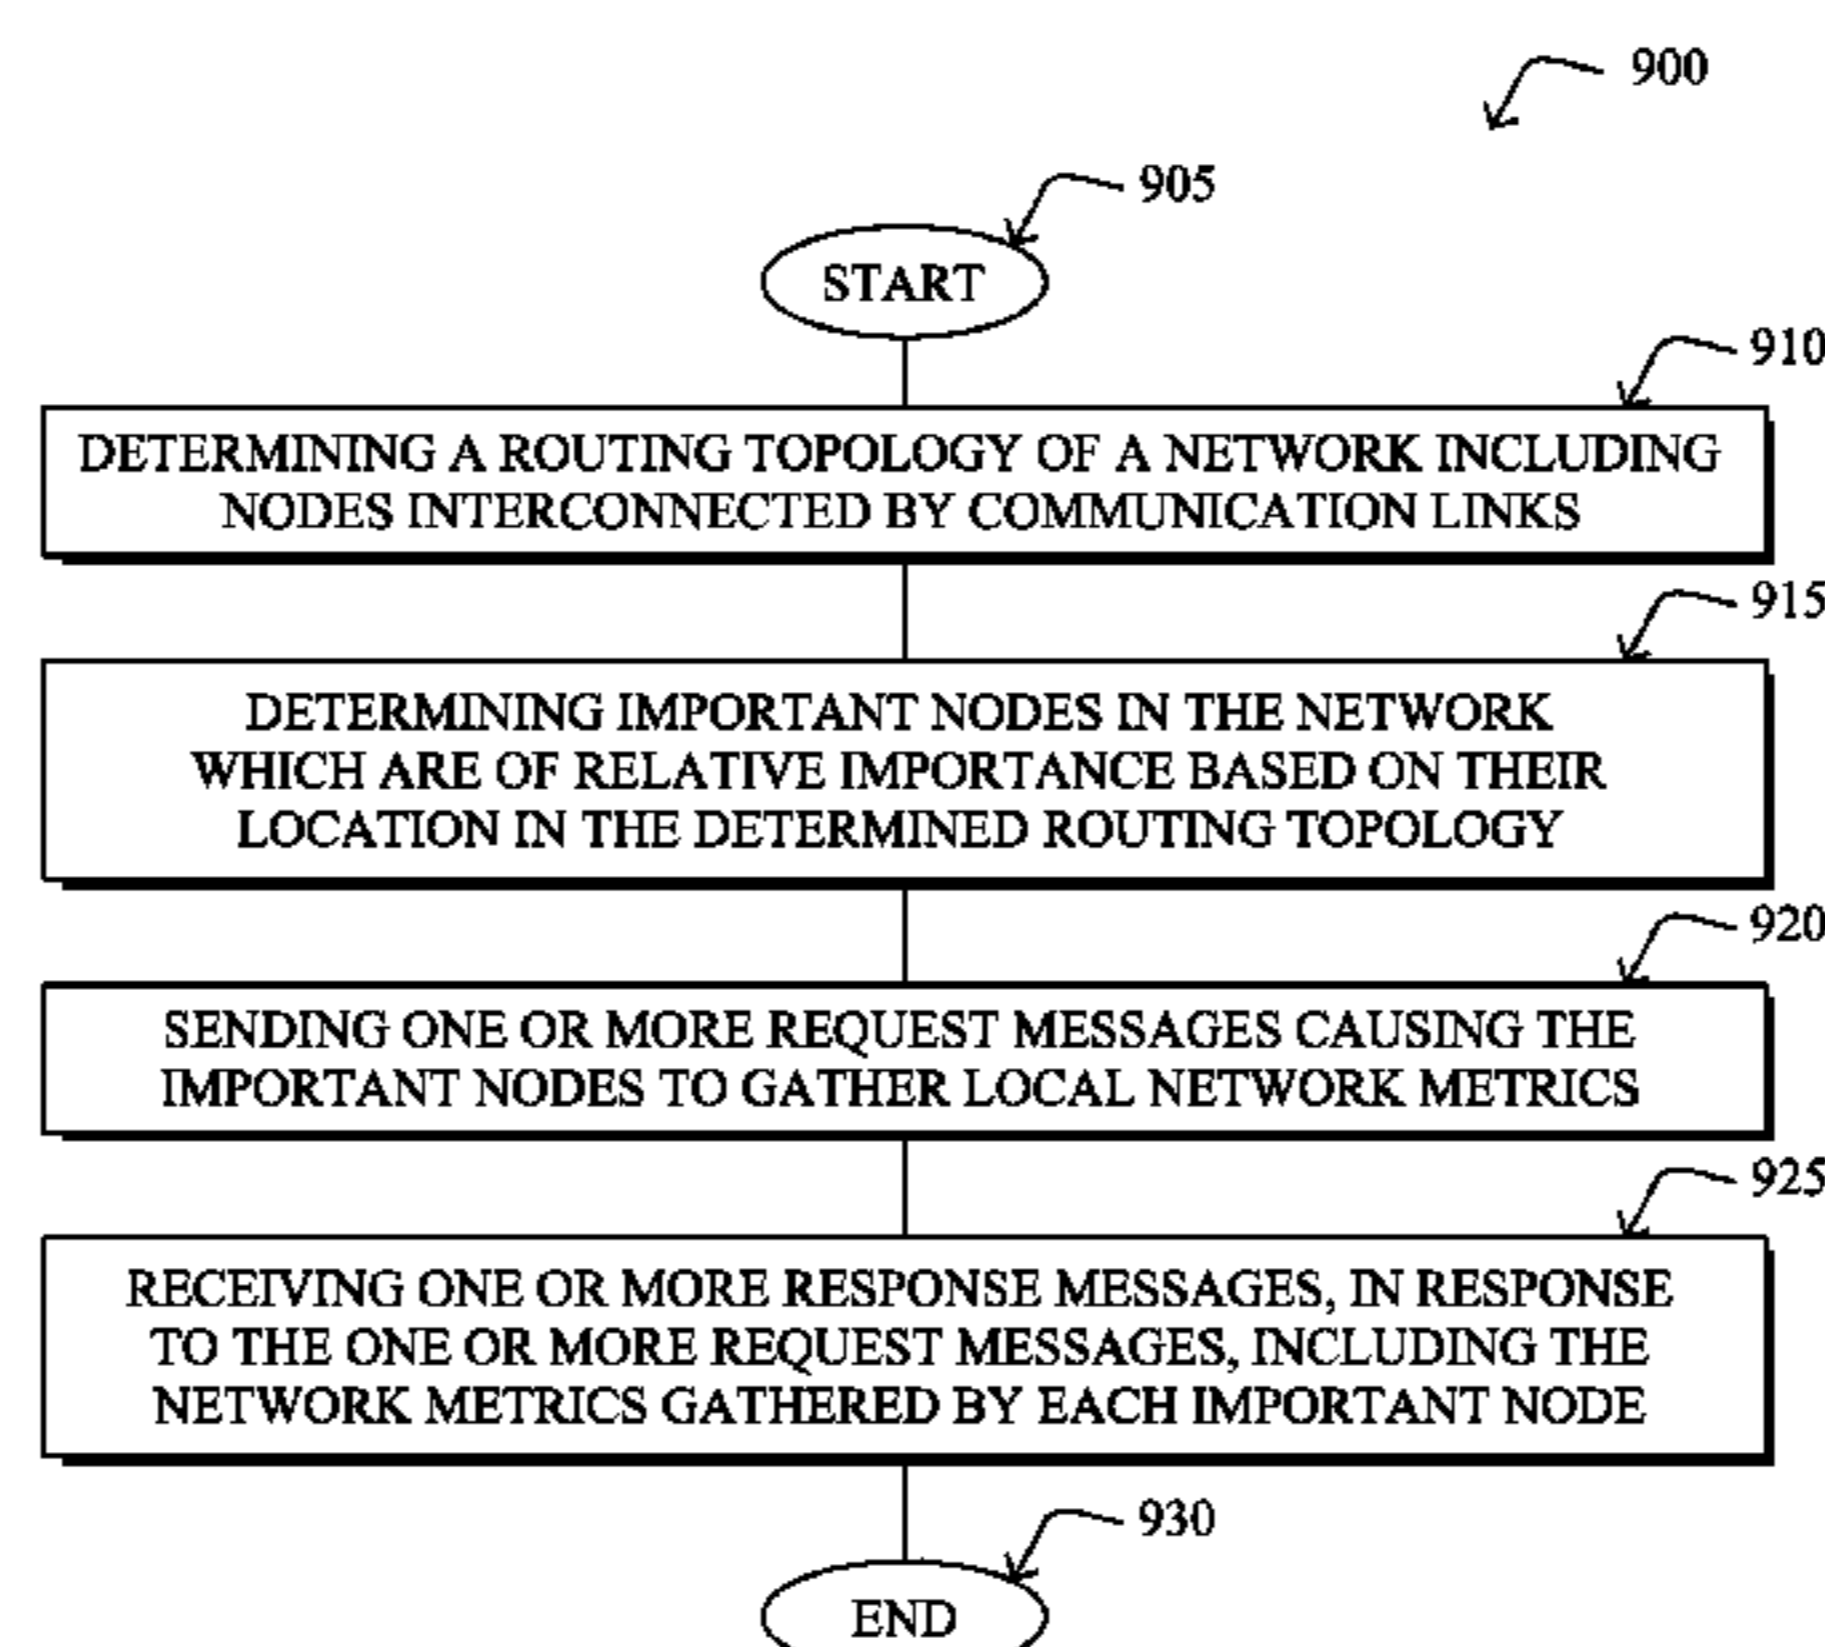 900
905
START
910
DETERMINING A ROUTING TOPOLOGY OF A NETWORK INCLUDING
NODES INTERCONNECTED BY COMMUNICATION LINKS
915
DETERMINING IMPORTANT NODES IN THE NETWORK
WHICH ARE OF RELATIVE IMPORTANCE BASED ON THEIR
LOCATION IN THE DETERMINED ROUTING TOPOLOGY
920
SENDING ONE OR MORE REQUEST MESSAGES CAUSING THE
IMPORTANT NODES TO GATHER LOCAL NETWORK METRICS
925
RECEIVING ONE OR MORE RESPONSE MESSAGES, IN RESPONSE
TO THE ONE OR MORE REQUEST MESSAGES, INCLUDING THE
NETWORK METRICS GATHERED BY EACH IMPORTANT NODE
930
END